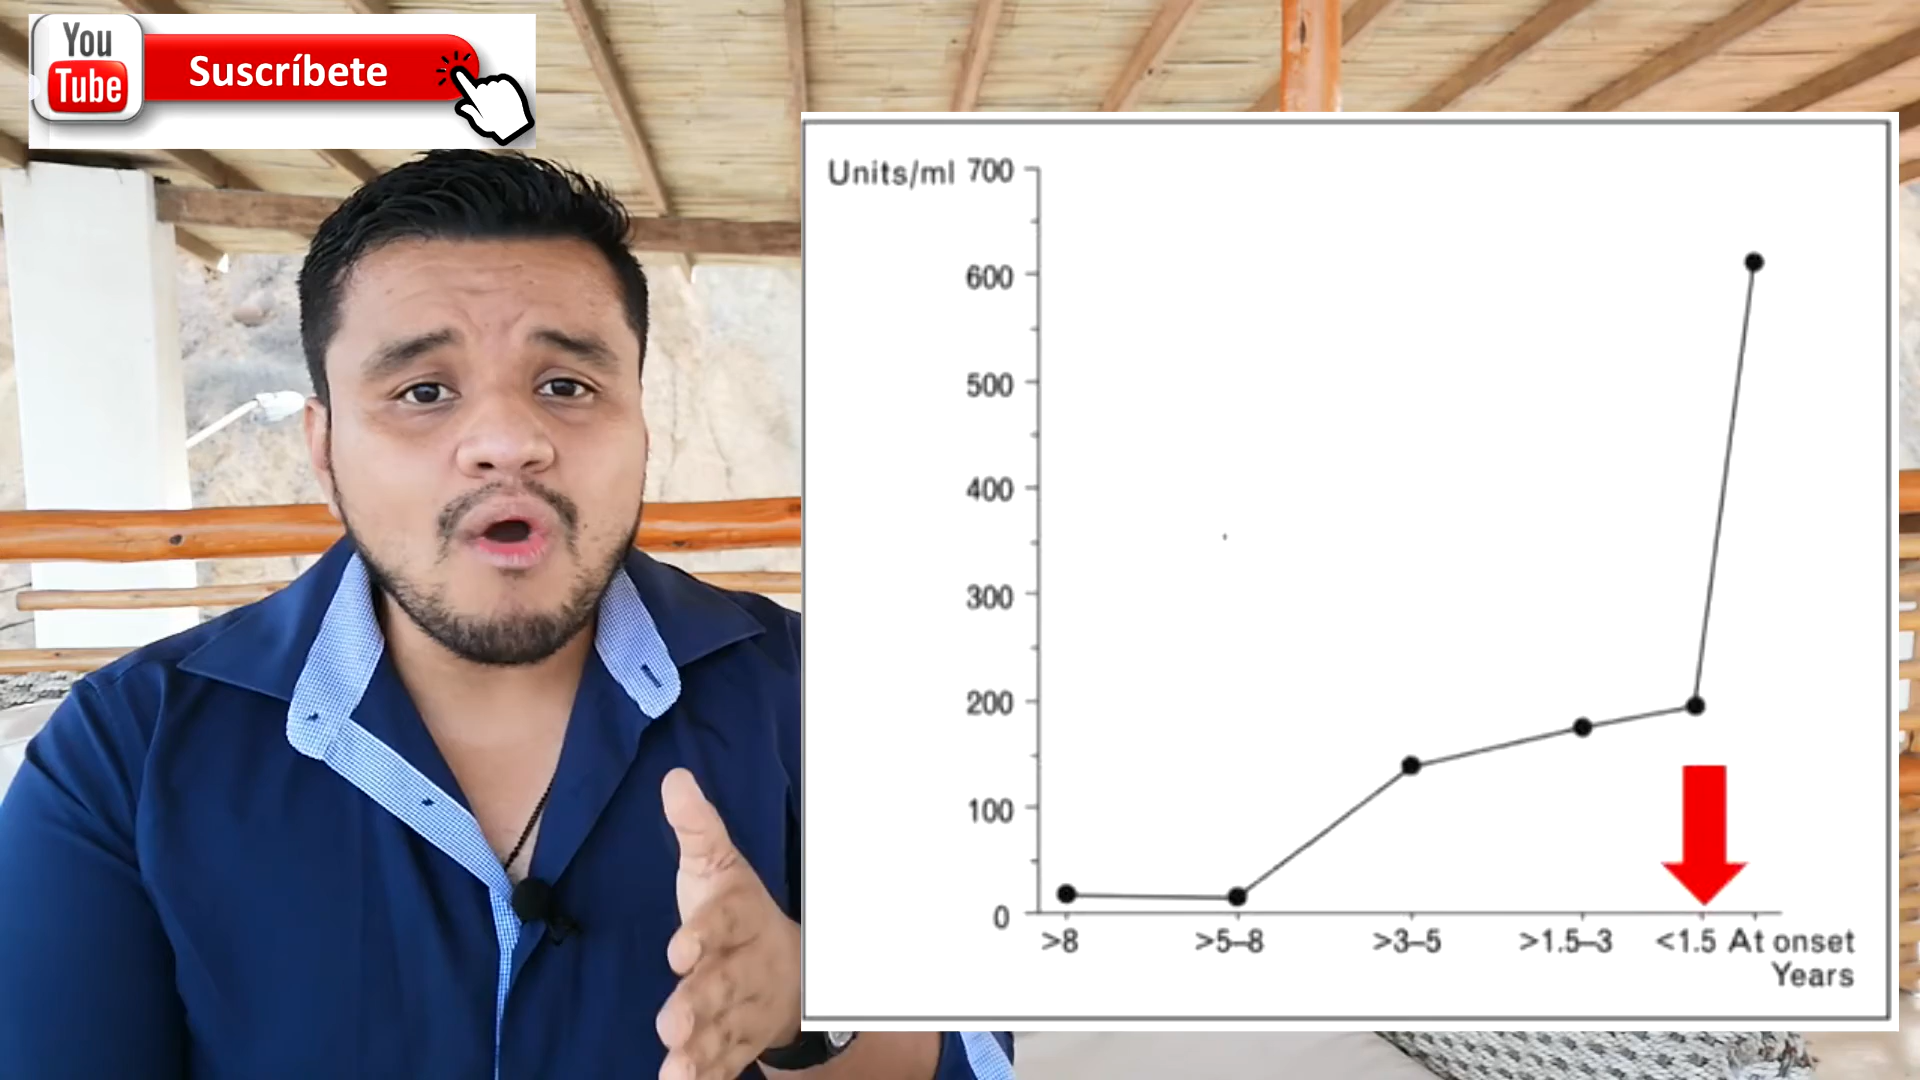 You
Tube
Suscríbete
Units/ml 700
600
500
400
300
200
100
0
>8 >5–8 >3–5 >1.5–3 <1.5 At onset
Years